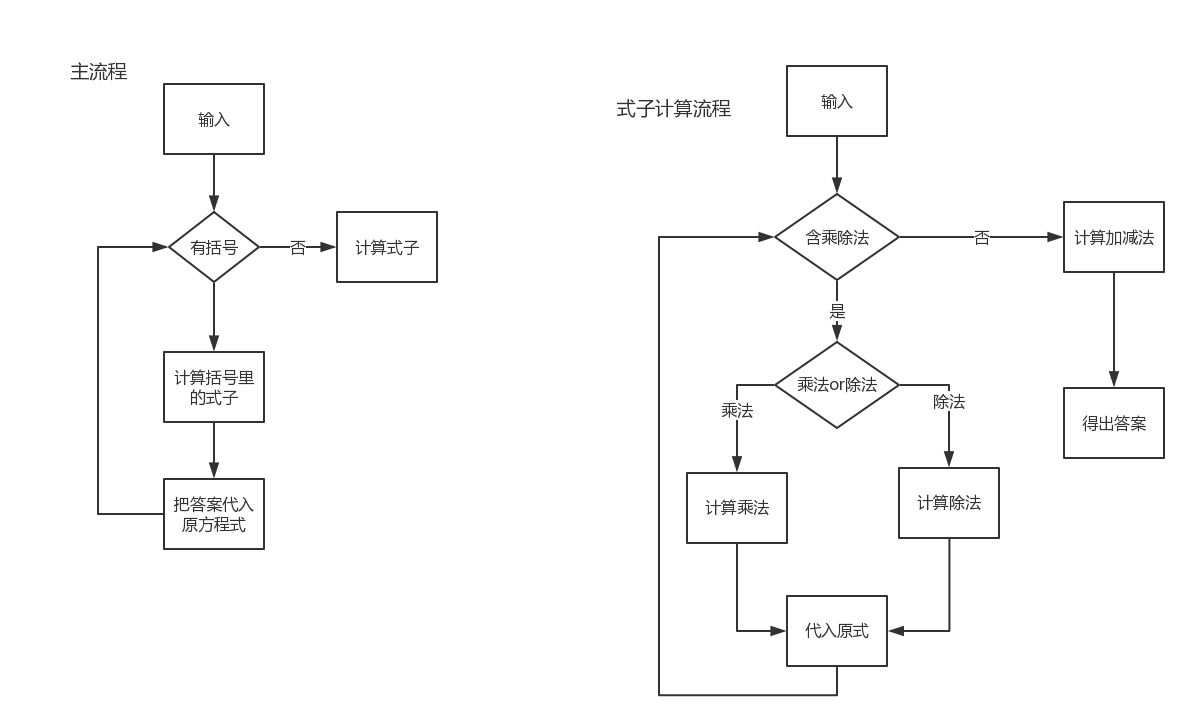 主流程
输入
有括号
否
计算式子
计算括号里
的式子
把答案代入
原方程式
式子计算流程
输入
含乘除法
否
计算加减法
是
乘法or除法
乘法
除法
得出答案
计算乘法
计算除法
代入原式